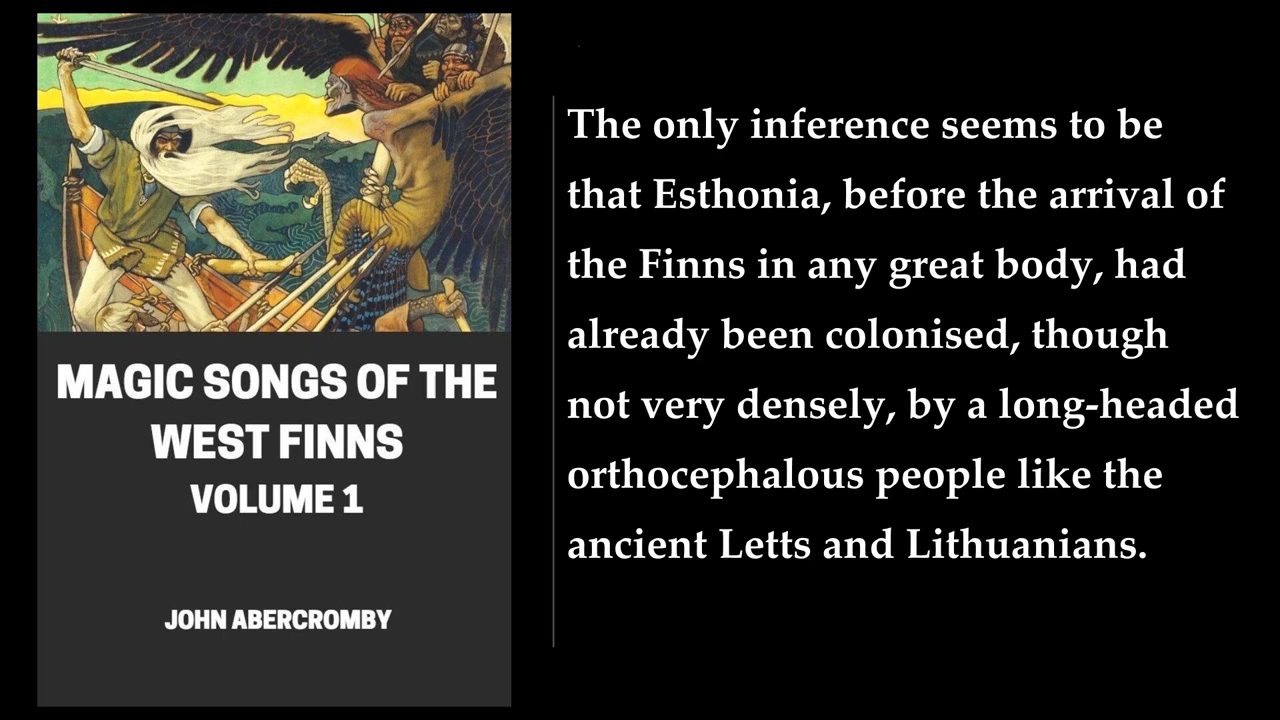 MAGIC SONGS OF THE
WEST FINNS
VOLUME 1
JOHN ABERCROMBY
The only inference seems to be
that Esthonia, before the arrival of
the Finns in any great body, had
already been colonised, though
not very densely, by a long-headed
orthocephalous people like the
ancient Letts and Lithuanians.